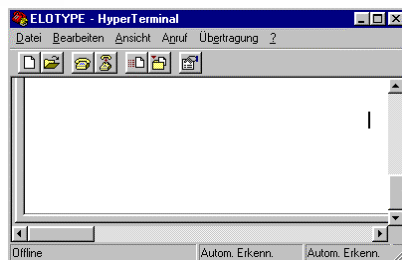 ELOTYPE - HyperTerminal
Datei Bearbeiten Ansicht Anruf Übertragung ?
Offline Autom. Erkenn. Autom. Erkenn.